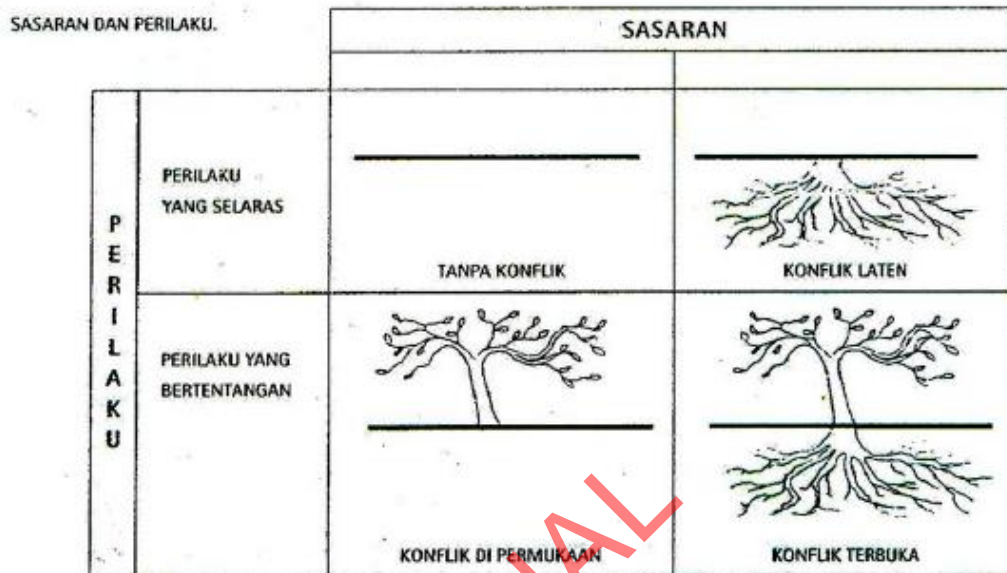 SASARAN DAN PERILAKU.
SASARAN
PERILAKU
PERILAKU
YANG SELARAS
TANPA KONFLIK
KONFLIK LATEN
PERILAKU YANG
BERTENTANGAN
KONFLIK DI PERMUKAAN
KONFLIK TERBUKA